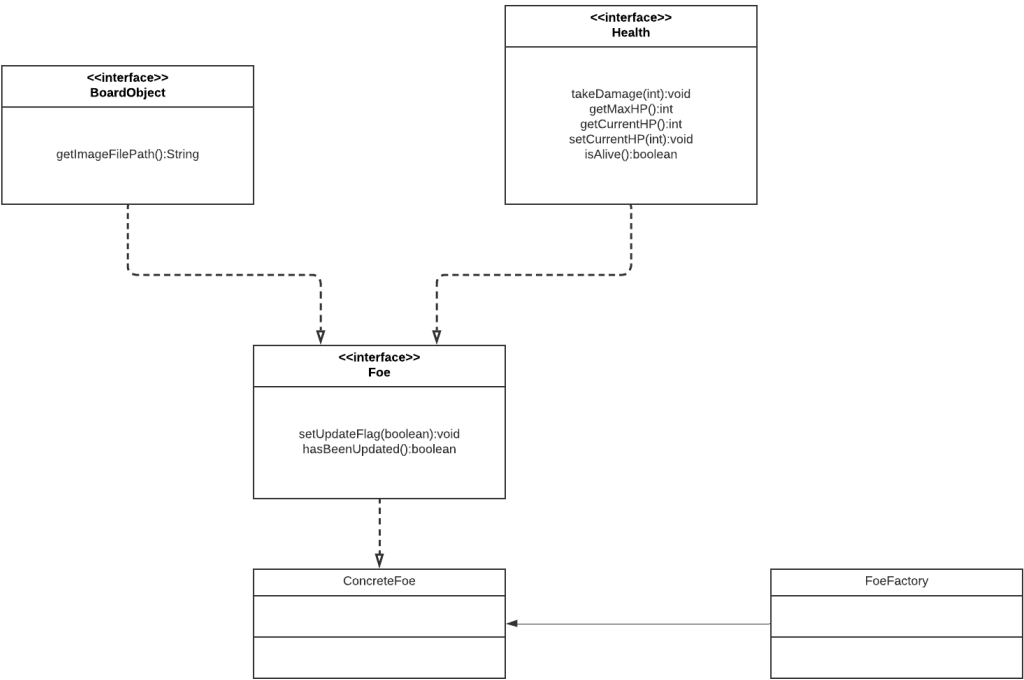 <<interface>>
Health
takeDamage(int):void
getMaxHP():int
getCurrentHP():int
setCurrentHP(int):void
isAlive():boolean
<<interface>>
BoardObject
getImageFilePath():String
<<interface>>
Foe
setUpdateFlag(boolean):void
hasBeenUpdated():boolean
ConcreteFoe
FoeFactory